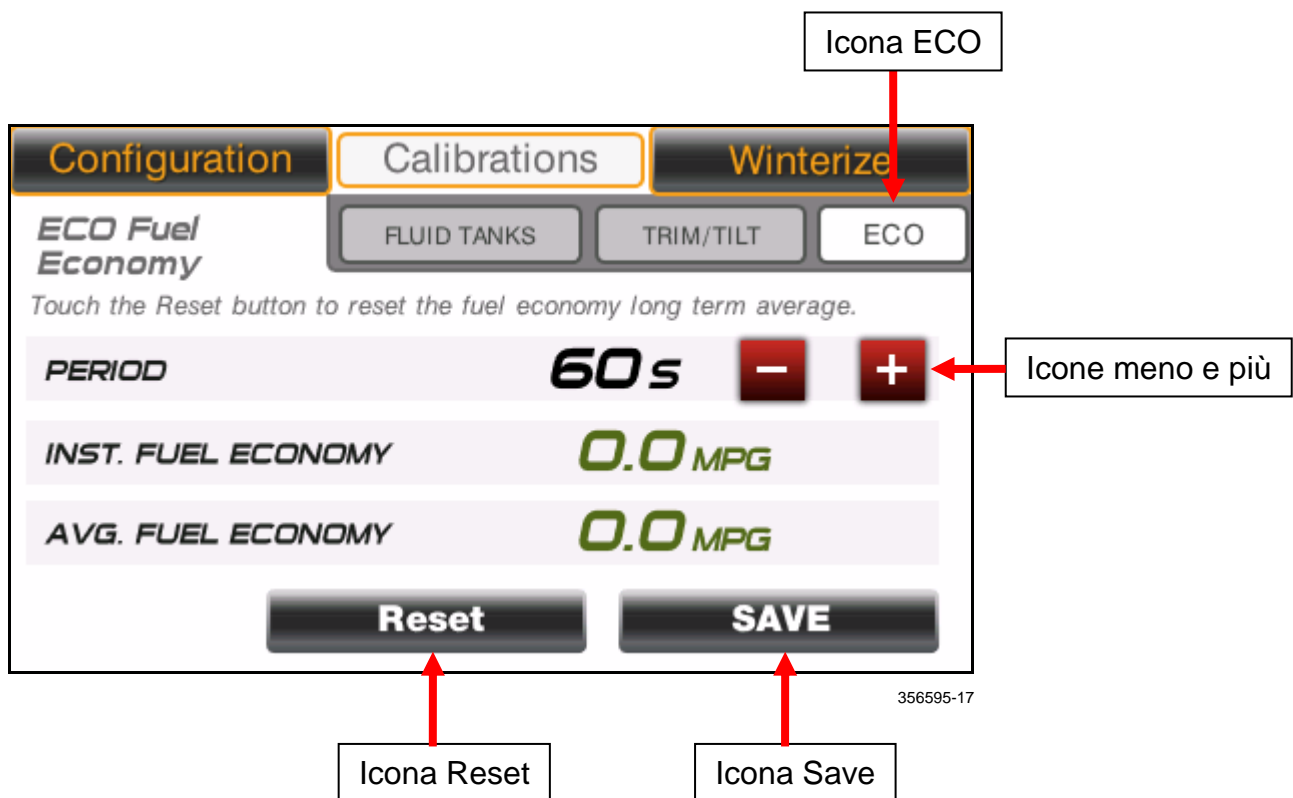 Icona ECO
Configuration
Calibrations
Winterize
ECO Fuel
Economy
FLUID TANKS
TRIM/TILT
ECO
Touch the Reset button to reset the fuel economy long term average.
PERIOD
60 s
−
+
Icone meno e più
INST. FUEL ECONOMY
0.0 MPG
AVG. FUEL ECONOMY
0.0 MPG
Reset
SAVE
356595-17
Icona Reset
Icona Save